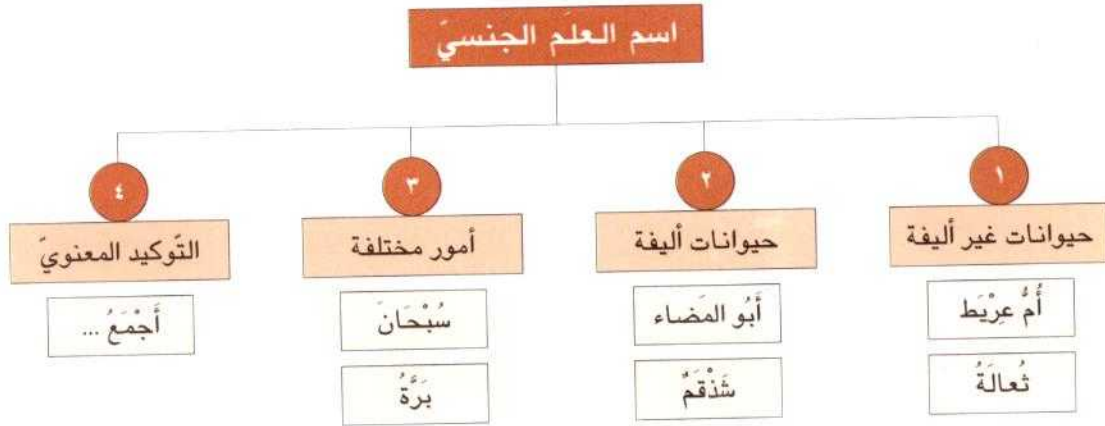 اسم العلَم الجنسيّ
١
حيوانات غير أليفة
أُمُّ عِرْيَط
ثُعالَةُ
٢
حيوانات أليفة
أَبُو المَضاء
شَذْقَمٌ
٣
أمور مختلفة
سُبْحَانَ
بَرَّةُ
٤
التّوكيد المعنويّ
أَجْمَعُ ...